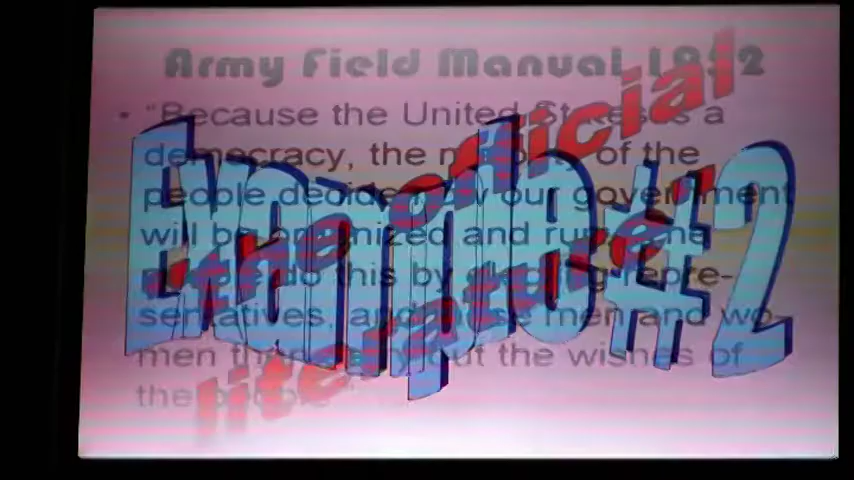 Army Field Manual
• "Because the United States is a
democracy, the majority of the
people decide how our government
will be organized and run
do this by electing repre-
sentatives, and these men and wo-
men then carry out the wishes of
the people
Example #2
official
literature